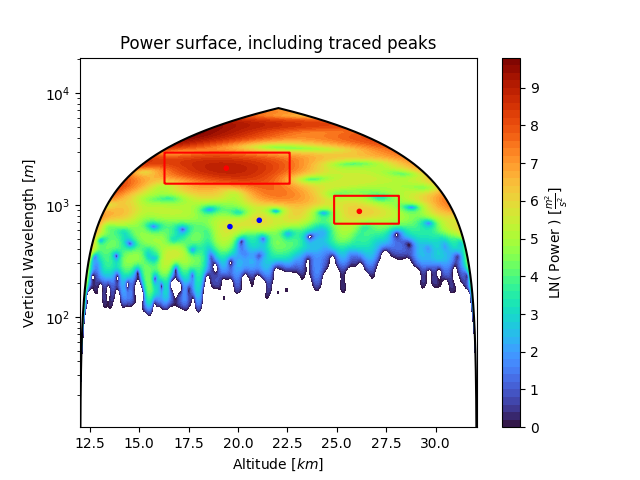 Power surface, including traced peaks
Vertical Wavelength [m]
10^4
10^3
10^2
12.5 15.0 17.5 20.0 22.5 25.0 27.5 30.0
Altitude [km]
9
8
7
6
5
4
3
2
1
0
LN( Power ) [m^2/s^2]